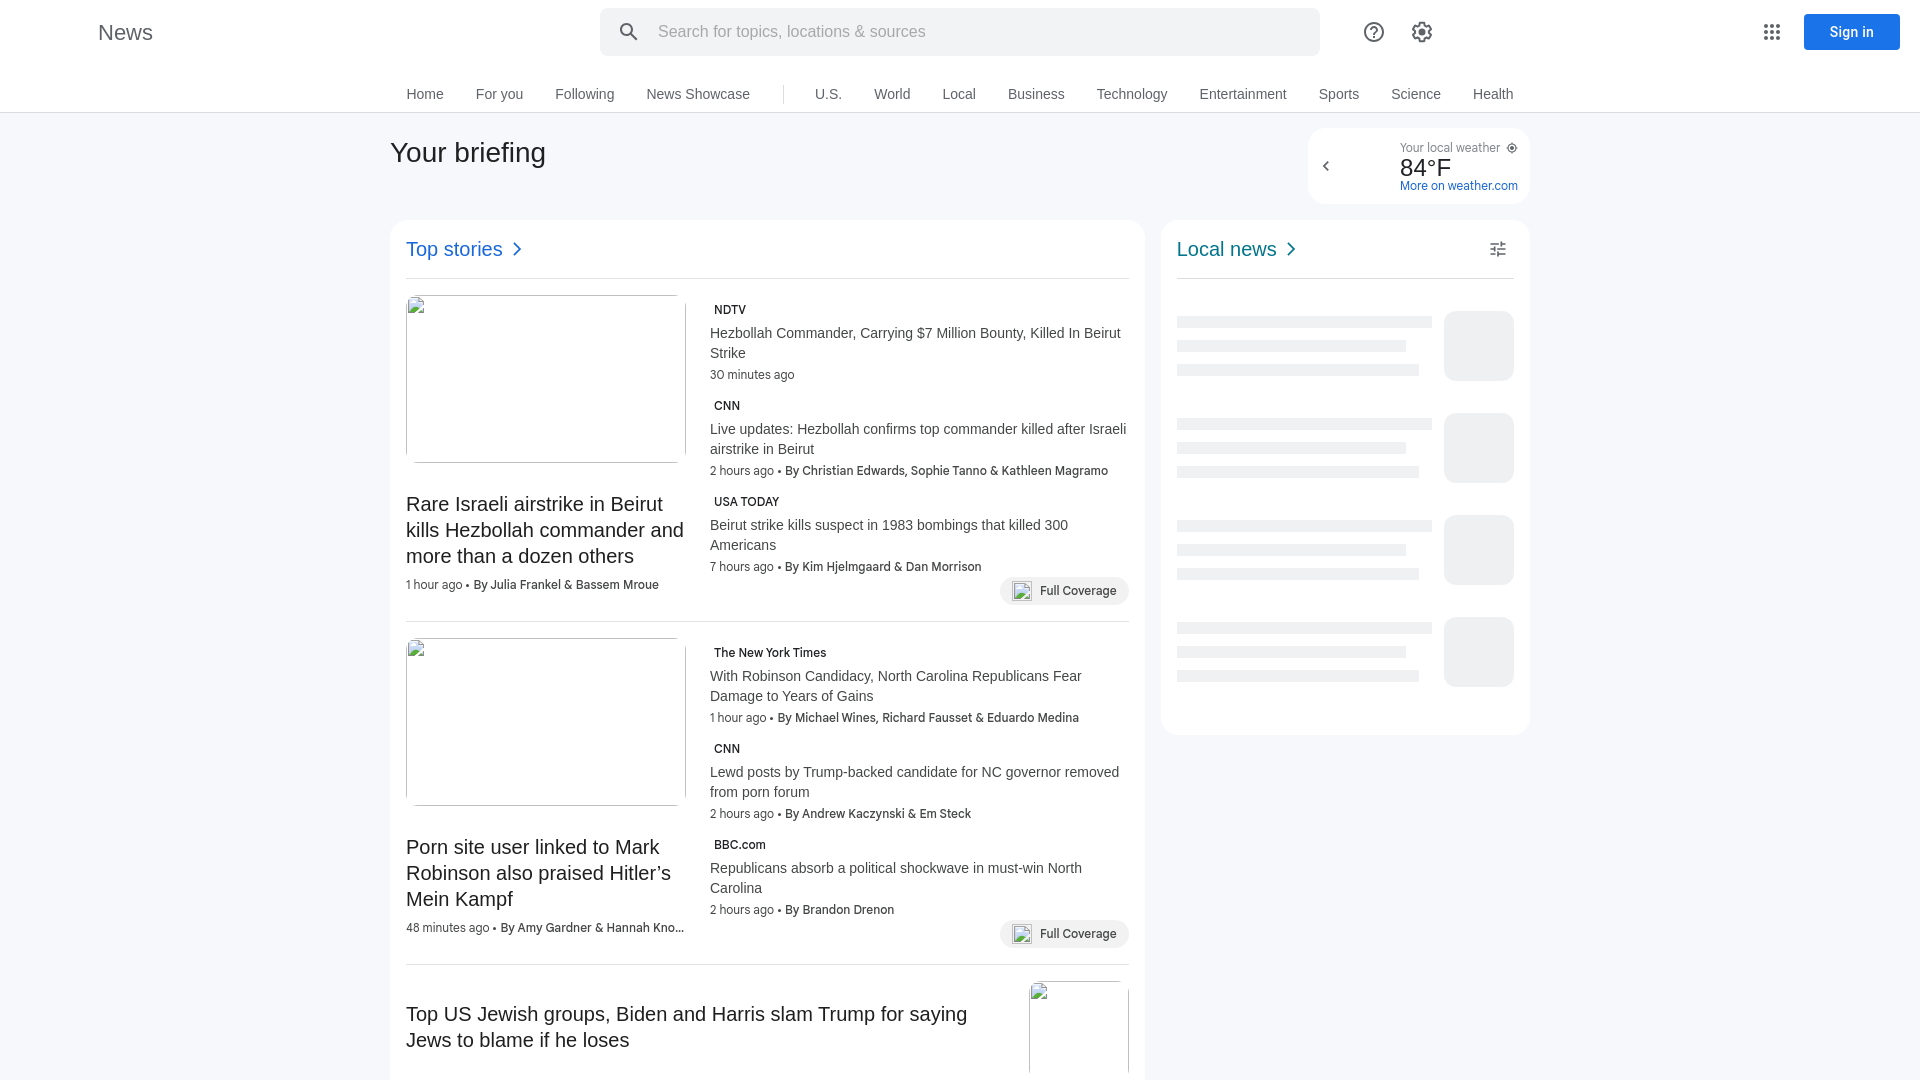 News
Search for topics, locations & sources
Sign in
Home For you Following News Showcase U.S. World Local Business Technology Entertainment Sports Science Health
Your briefing
Your local weather
84°F
More on weather.com
Top stories
Local news
Rare Israeli airstrike in Beirut
kills Hezbollah commander and
more than a dozen others
1 hour ago • By Julia Frankel & Bassem Mroue
NDTV
Hezbollah Commander, Carrying $7 Million Bounty, Killed In Beirut
Strike
30 minutes ago
CNN
Live updates: Hezbollah confirms top commander killed after Israeli
airstrike in Beirut
2 hours ago • By Christian Edwards, Sophie Tanno & Kathleen Magramo
USA TODAY
Beirut strike kills suspect in 1983 bombings that killed 300
Americans
7 hours ago • By Kim Hjelmgaard & Dan Morrison
Full Coverage
Porn site user linked to Mark
Robinson also praised Hitler’s
Mein Kampf
48 minutes ago • By Amy Gardner & Hannah Kno...
The New York Times
With Robinson Candidacy, North Carolina Republicans Fear
Damage to Years of Gains
1 hour ago • By Michael Wines, Richard Fausset & Eduardo Medina
CNN
Lewd posts by Trump-backed candidate for NC governor removed
from porn forum
2 hours ago • By Andrew Kaczynski & Em Steck
BBC.com
Republicans absorb a political shockwave in must-win North
Carolina
2 hours ago • By Brandon Drenon
Full Coverage
Top US Jewish groups, Biden and Harris slam Trump for saying
Jews to blame if he loses